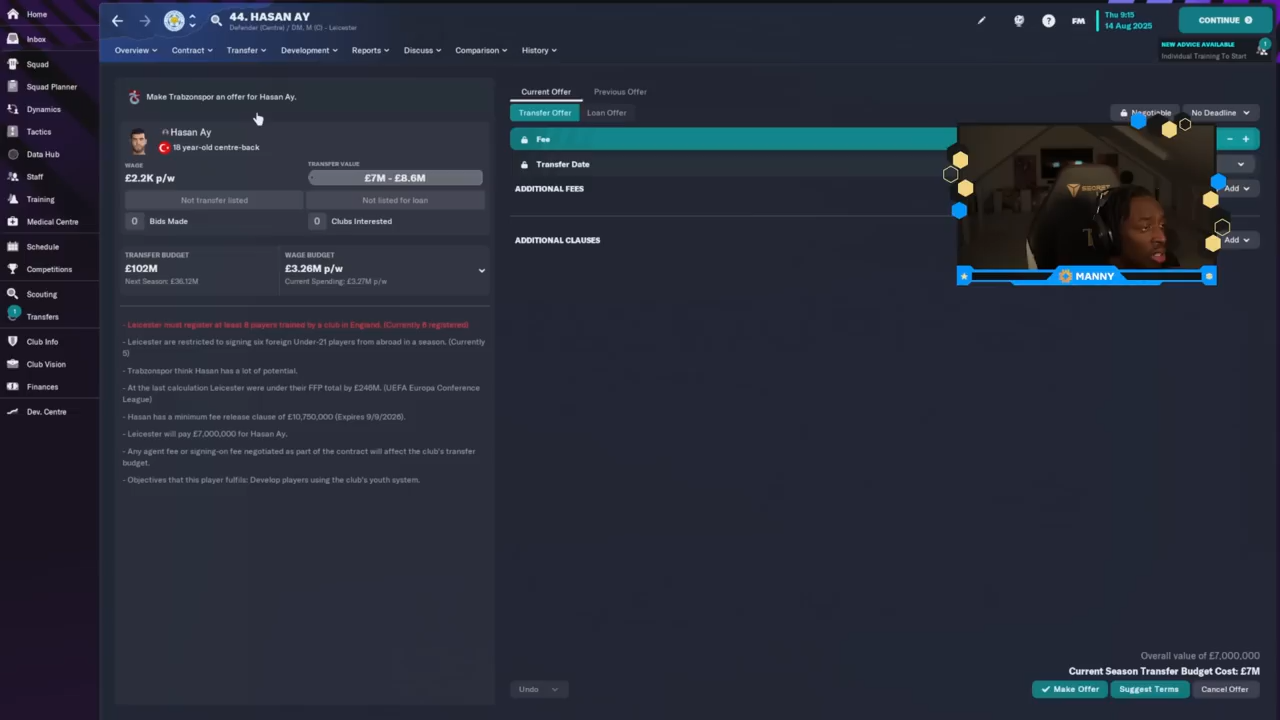 Home
Inbox
Squad
Squad Planner
Dynamics
Tactics
Data Hub
Staff
Training
Medical Centre
Schedule
Competitions
Scouting
1
Transfers
Club Info
Club Vision
Finances
Dev. Centre
44. HASAN AY
Defender (Centre) / DM, M (C) - Leicester
FM
Thu 9:15
14 Aug 2025
CONTINUE
Overview
Contract
Transfer
Development
Reports
Discuss
Comparison
History
NEW ADVICE AVAILABLE
Individual Training To Start
1
Make Trabzonspor an offer for Hasan Ay.
Hasan Ay
18 year-old centre-back
WAGE
£2.2K p/w
TRANSFER VALUE
£7M - £8.6M
Not transfer listed
Not listed for loan
0 Bids Made
0 Clubs Interested
TRANSFER BUDGET
£102M
Next Season: £36.12M
WAGE BUDGET
£3.26M p/w
Current Spending: £3.27M p/w
- Leicester must register at least 8 players trained by a club in England. (Currently 8 registered)
- Leicester are restricted to signing six foreign Under-21 players from abroad in a season. (Currently
5)
- Trabzonspor think Hasan has a lot of potential.
- At the last calculation Leicester were under their FFP total by £246M. (UEFA Europa Conference
League)
- Hasan has a minimum fee release clause of £10,750,000 (Expires 9/9/2026).
- Leicester will pay £7,000,000 for Hasan Ay.
- Any agent fee or signing-on fee negotiated as part of the contract will affect the club's transfer
budget.
- Objectives that this player fulfils: Develop players using the club's youth system.
Current Offer
Previous Offer
Transfer Offer
Loan Offer
Negotiable
No Deadline
Fee
Transfer Date
ADDITIONAL FEES
Add
ADDITIONAL CLAUSES
Add
SECRET
MANNY
Overall value of £7,000,000
Current Season Transfer Budget Cost: £7M
Undo
Make Offer
Suggest Terms
Cancel Offer